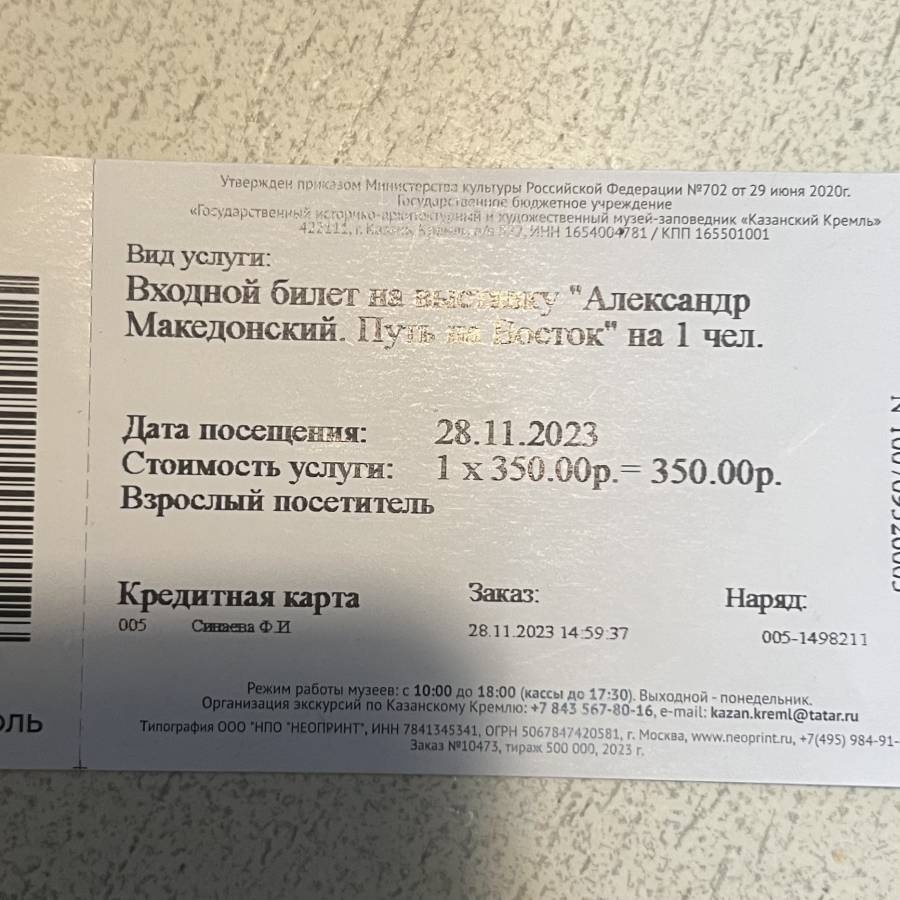 Утвержден приказом Министерства культуры Российской Федерации №702 от 29 июня 2020г.
Государственное бюджетное учреждение
«Государственный историко-архитектурный и художественный музей-заповедник «Казанский Кремль»
422111, г. Казань, Кремль, ИНН 1654004781 / КПП 165501001
Вид услуги:
Входной билет на выставку "Александр
Македонский. Путь на Восток" на 1 чел.
Дата посещения: 28.11.2023
Стоимость услуги: 1 х 350.00р.= 350.00р.
Взрослый посетитель
Кредитная карта Заказ: Наряд:
005 Синаева Ф.И 28.11.2023 14:59:37 005-1498211
Режим работы музеев: с 10:00 до 18:00 (кассы до 17:30). Выходной - понедельник.
Организация экскурсий по Казанскому Кремлю: +7 843 567-80-16, e-mail: kazan.kreml@tatar.ru
Типография ООО "НПО "НЕОПРИНТ", ИНН 7841345341, ОГРН 5067847420581, г. Москва, www.neoprint.ru, +7(495) 984-91-
Заказ №10473, тираж 500 000, 2023 г.